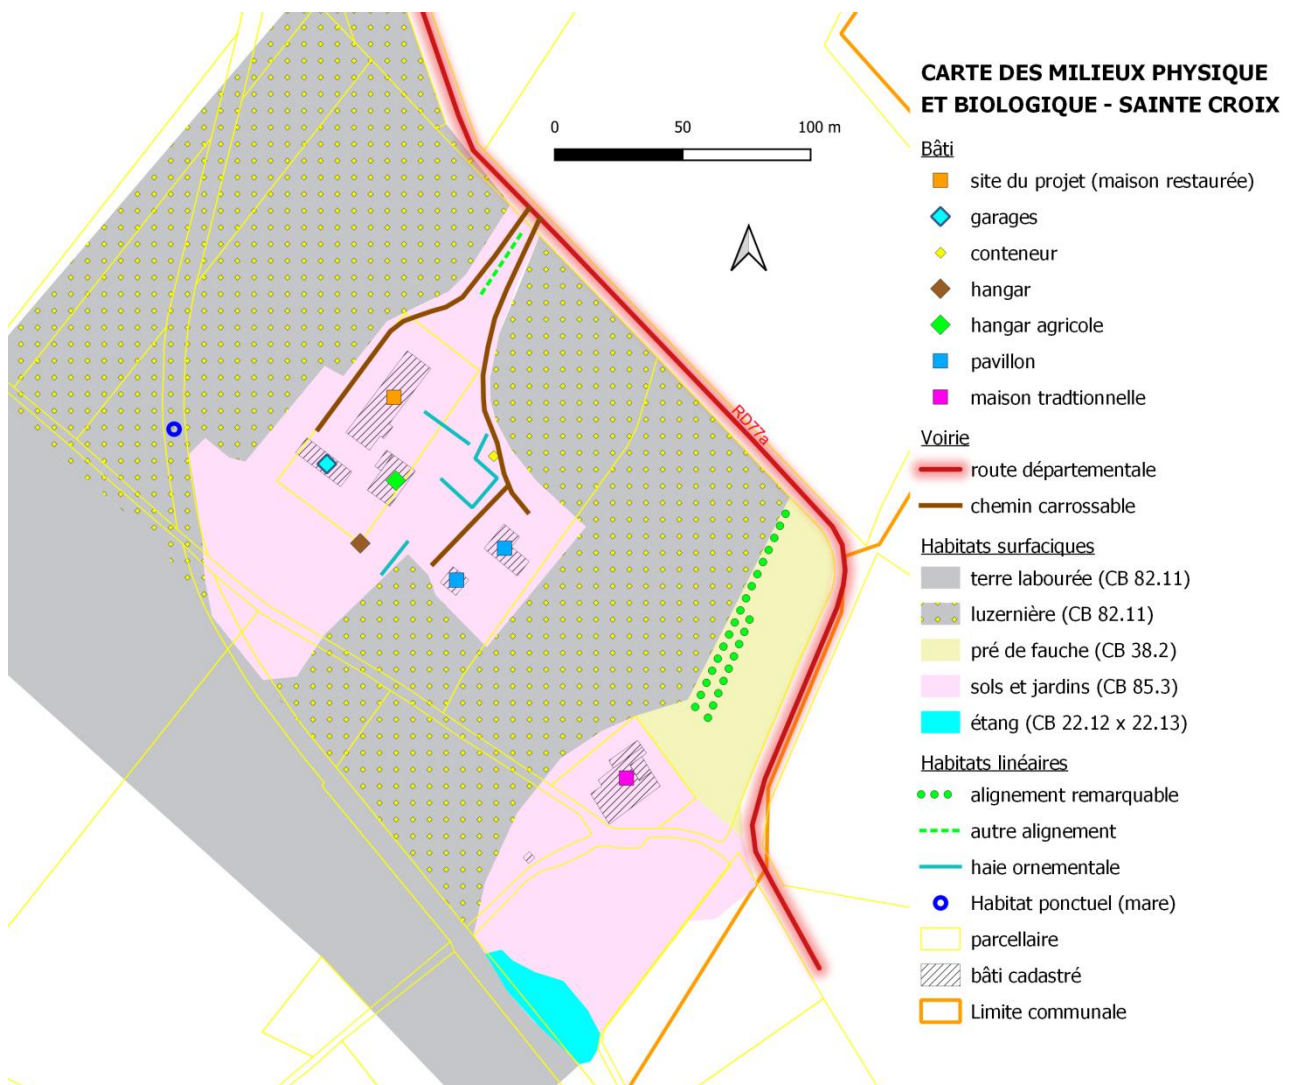 CARTE DES MILIEUX PHYSIQUE
ET BIOLOGIQUE - SAINTE CROIX
0 50 100 m
Bâti
site du projet (maison restaurée)
garages
conteneur
hangar
hangar agricole
pavillon
maison tradtionnelle
Voirie
route départementale
chemin carrossable
Habitats surfaciques
terre labourée (CB 82.11)
luzernière (CB 82.11)
pré de fauche (CB 38.2)
sols et jardins (CB 85.3)
étang (CB 22.12 x 22.13)
Habitats linéaires
alignement remarquable
autre alignement
haie ornementale
Habitat ponctuel (mare)
parcellaire
bâti cadastré
Limite communale
RD77a